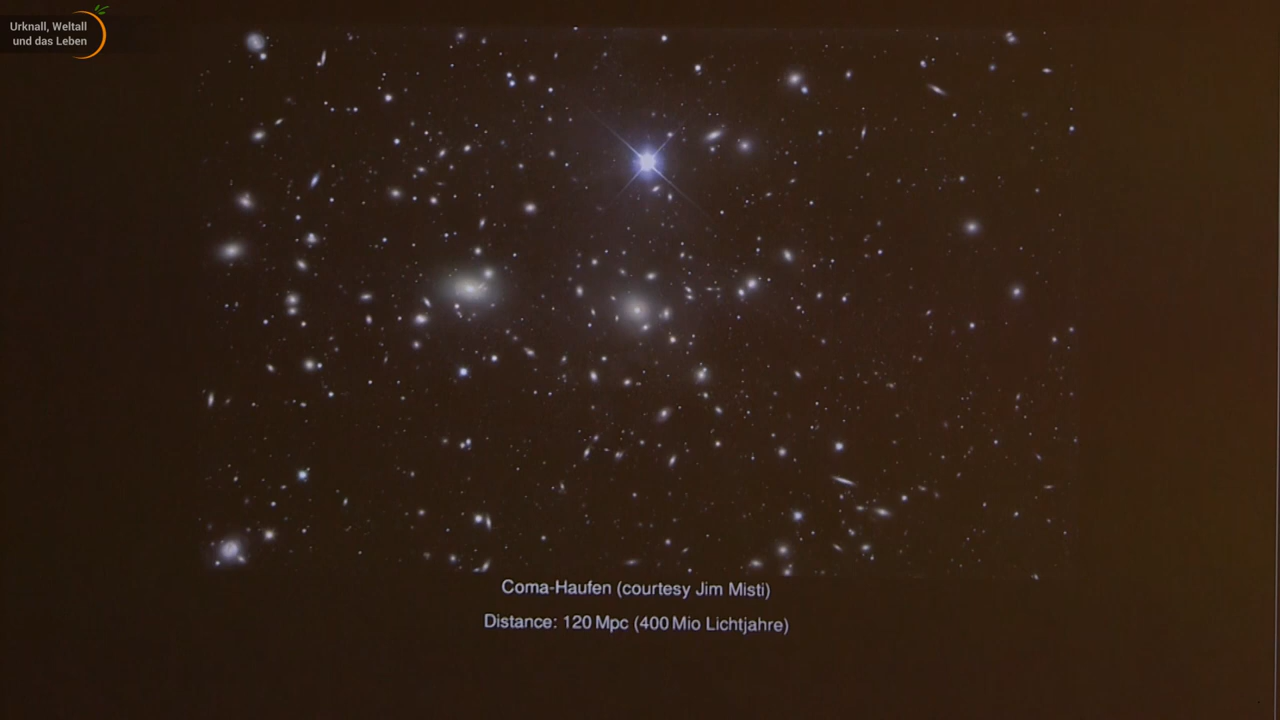 Urknall, Weltall
und das Leben
Coma-Haufen (courtesy Jim Misti)
Distance: 120 Mpc (400 Mio Lichtjahre)